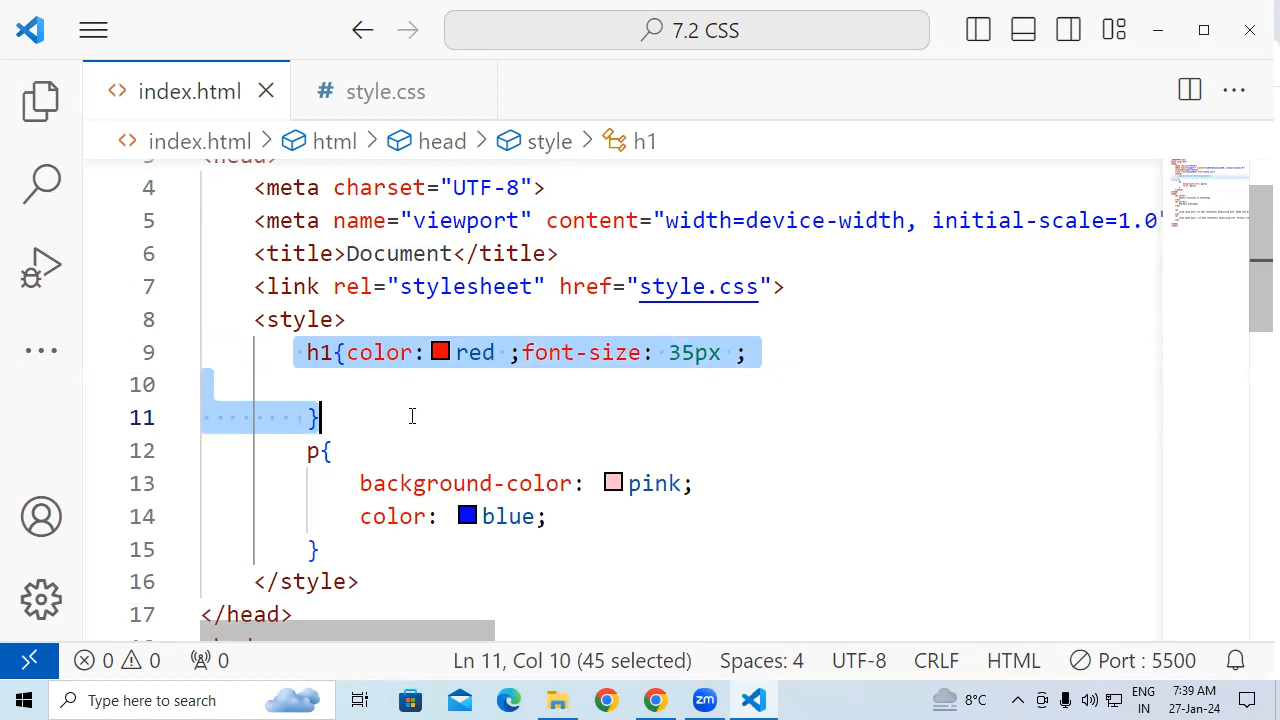 7.2 CSS
index.html
style.css
index.html > html > head > style > h1
4 <meta charset="UTF-8">
5 <meta name="viewport" content="width=device-width, initial-scale=1.0"
6 <title>Document</title>
7 <link rel="stylesheet" href="style.css">
8 <style>
9 h1{color: red ;font-size: 35px ;
10
11 }
12 p{
13 background-color: pink;
14 color: blue;
15 }
16 </style>
17 </head>
0 0 0 Ln 11, Col 10 (45 selected) Spaces: 4 UTF-8 CRLF HTML Port : 5500
Type here to search zm 8°C ENG 7:39 AM
IN 27-Jan-24